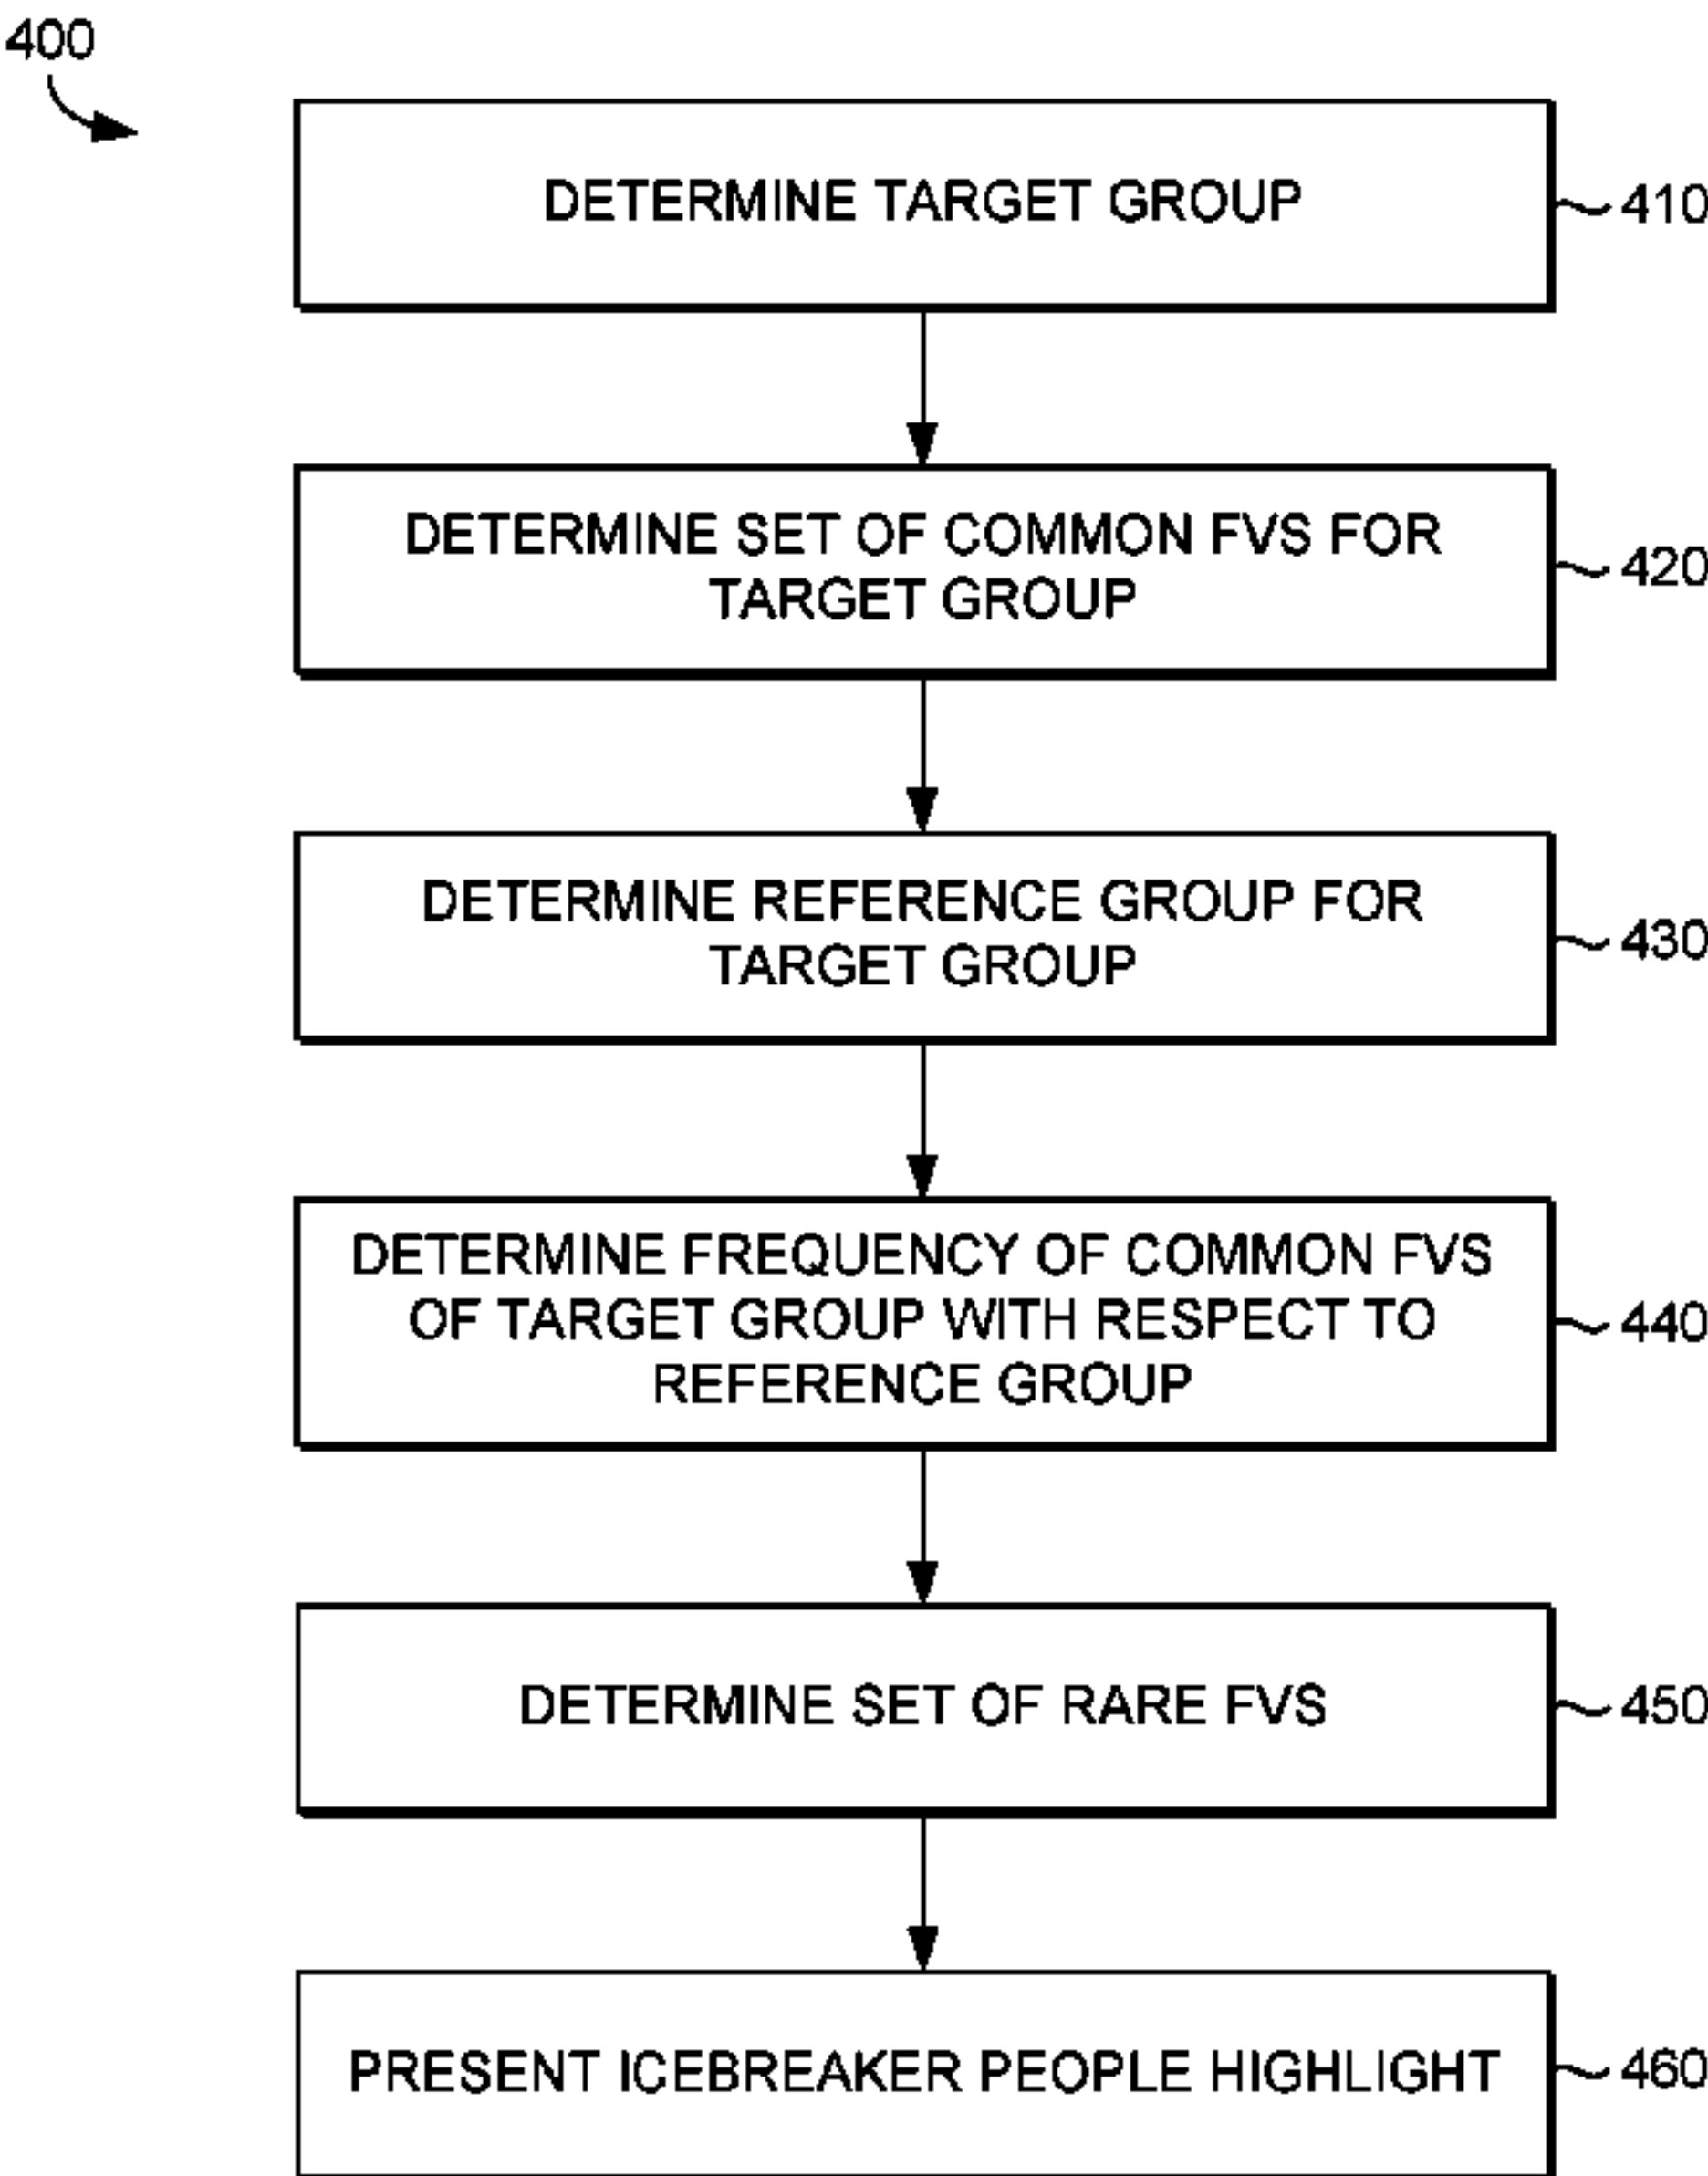 400
DETERMINE TARGET GROUP
410
DETERMINE SET OF COMMON FVS FOR
TARGET GROUP
420
DETERMINE REFERENCE GROUP FOR
TARGET GROUP
430
DETERMINE FREQUENCY OF COMMON FVS
OF TARGET GROUP WITH RESPECT TO
REFERENCE GROUP
440
DETERMINE SET OF RARE FVS
450
PRESENT ICEBREAKER PEOPLE HIGHLIGHT
460